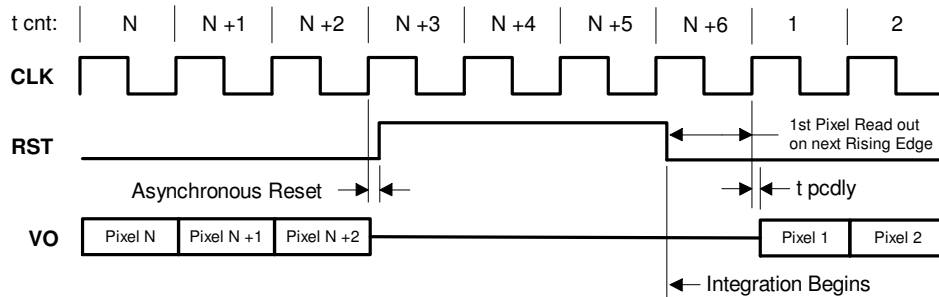 t cnt: N N +1 N +2 N +3 N +4 N +5 N +6 1 2
CLK
RST
1st Pixel Read out
on next Rising Edge
Asynchronous Reset
t pcdly
VO Pixel N Pixel N +1 Pixel N +2 Pixel 1 Pixel 2
Integration Begins